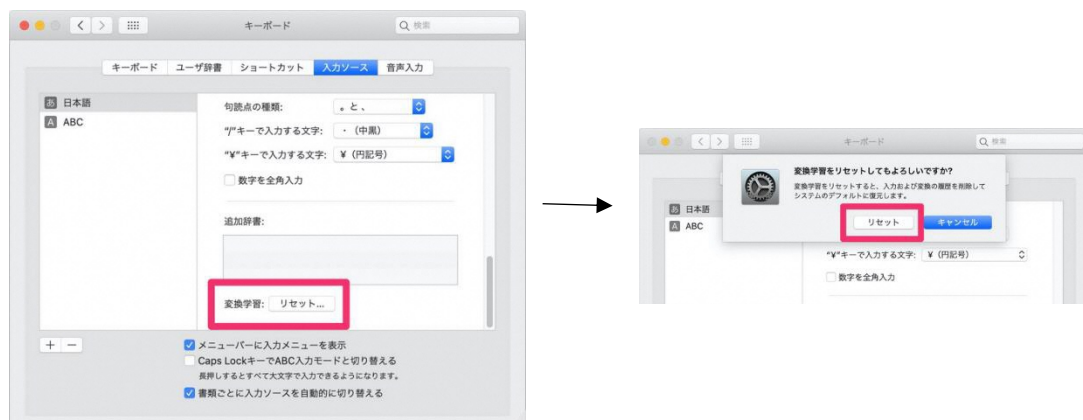 キーボード
検索
キーボード ユーザ辞書 ショートカット 入力ソース 音声入力
あ 日本語
A ABC
句読点の種類: 。と、
"/"キーで入力する文字: ・（中黒）
"¥"キーで入力する文字: ¥（円記号）
数字を全角入力
追加辞書:
変換学習: リセット...
+ −
メニューバーに入力メニューを表示
Caps LockキーでABC入力モードと切り替える
長押しするとすべて大文字で入力できるようになります。
書類ごとに入力ソースを自動的に切り替える
キーボード
検索
変換学習をリセットしてもよろしいですか?
変換学習をリセットすると、入力および変換の履歴を削除して
システムのデフォルトに復元します。
リセット キャンセル
あ 日本語
A ABC
"¥"キーで入力する文字: ¥（円記号）
数字を全角入力